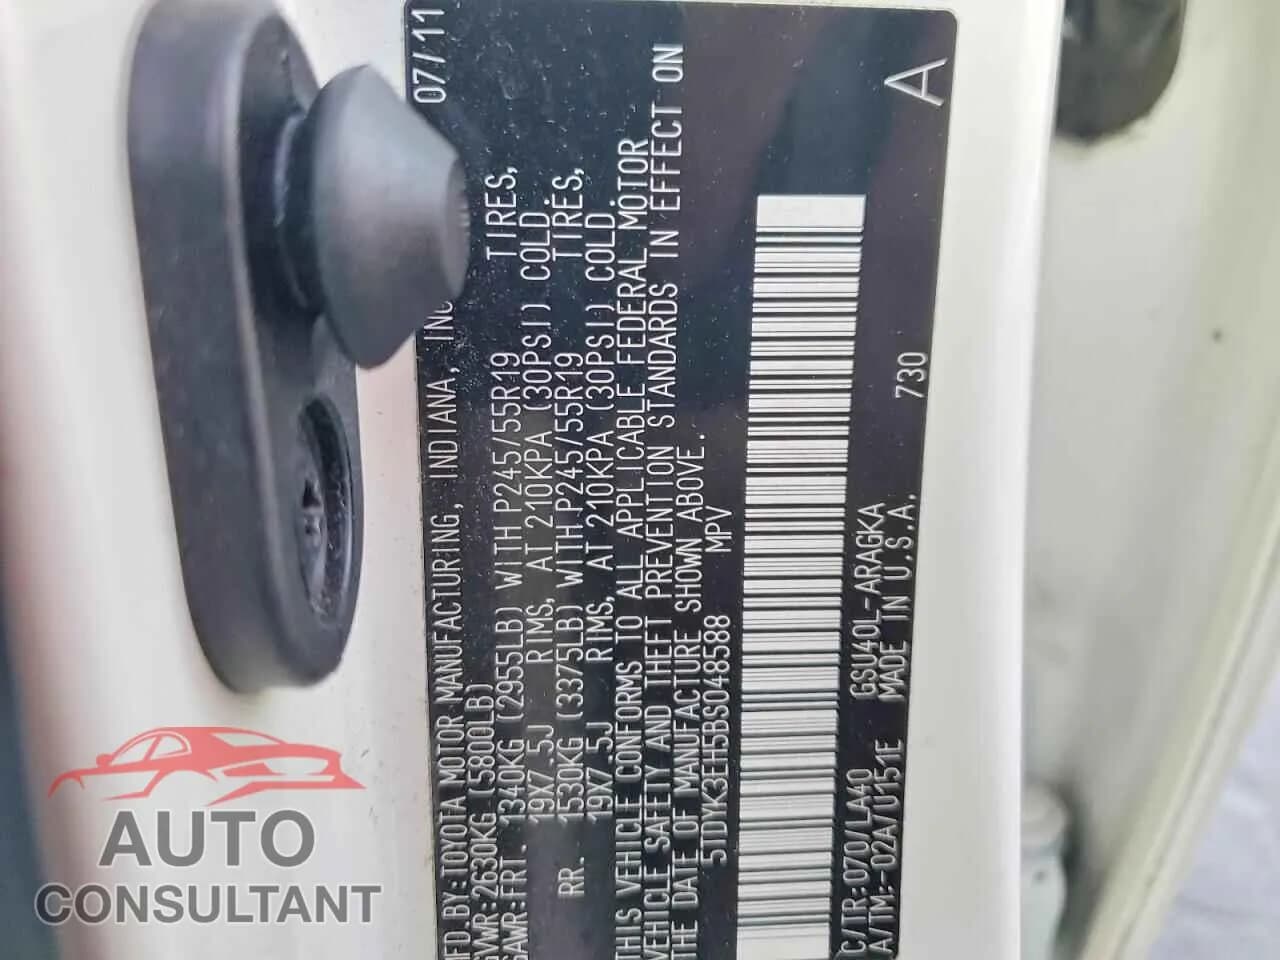 MFD BY: TOYOTA MOTOR MANUFACTURING, INDIANA, INC 07/11
GVWR: 2630KG (5800LB)
GAWR: FRT. 1340KG (2955LB) WITH P245/55R19 TIRES,
19X7.5J RIMS, AT 210KPA (30PSI) COLD.
RR. 1530KG (3375LB) WITH P245/55R19 TIRES,
19X7.5J RIMS, AT 210KPA (30PSI) COLD.
THIS VEHICLE CONFORMS TO ALL APPLICABLE FEDERAL MOTOR
VEHICLE SAFETY AND THEFT PREVENTION STANDARDS IN EFFECT ON
THE DATE OF MANUFACTURE SHOWN ABOVE.
5TDYK3EH5BS048588 MPV
A
C/TR: 070/LA40 GSU40L-ARAGKA
A/TM: -02A/U151E MADE IN U.S.A. 730
AUTO
CONSULTANT